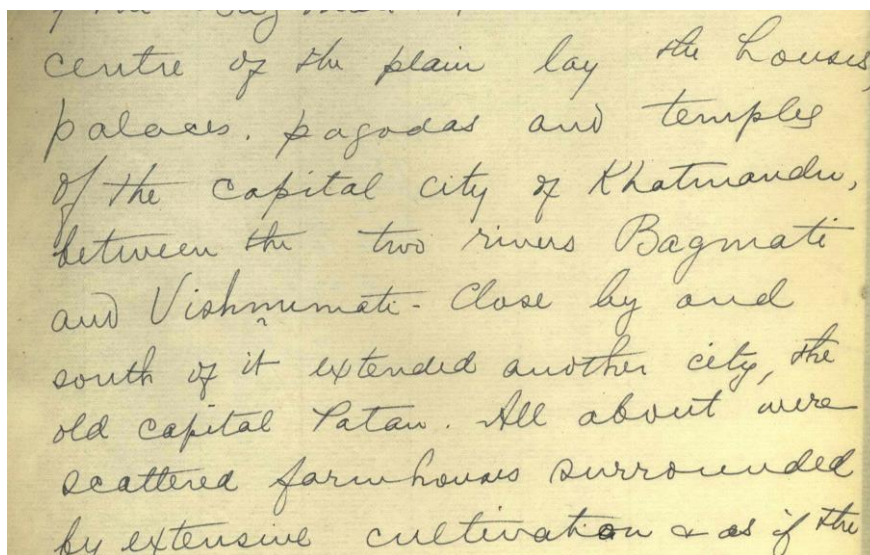 centre of the plain lay the houses,
palaces. pagodas and temples
of the capital city of Khatmandu,
between the two rivers Bagmati
and Vishnumati - Close by and
south of it extended another city, the
old capital Patan. All about were
scattered farmhouses surrounded
by extensive cultivation & as if the